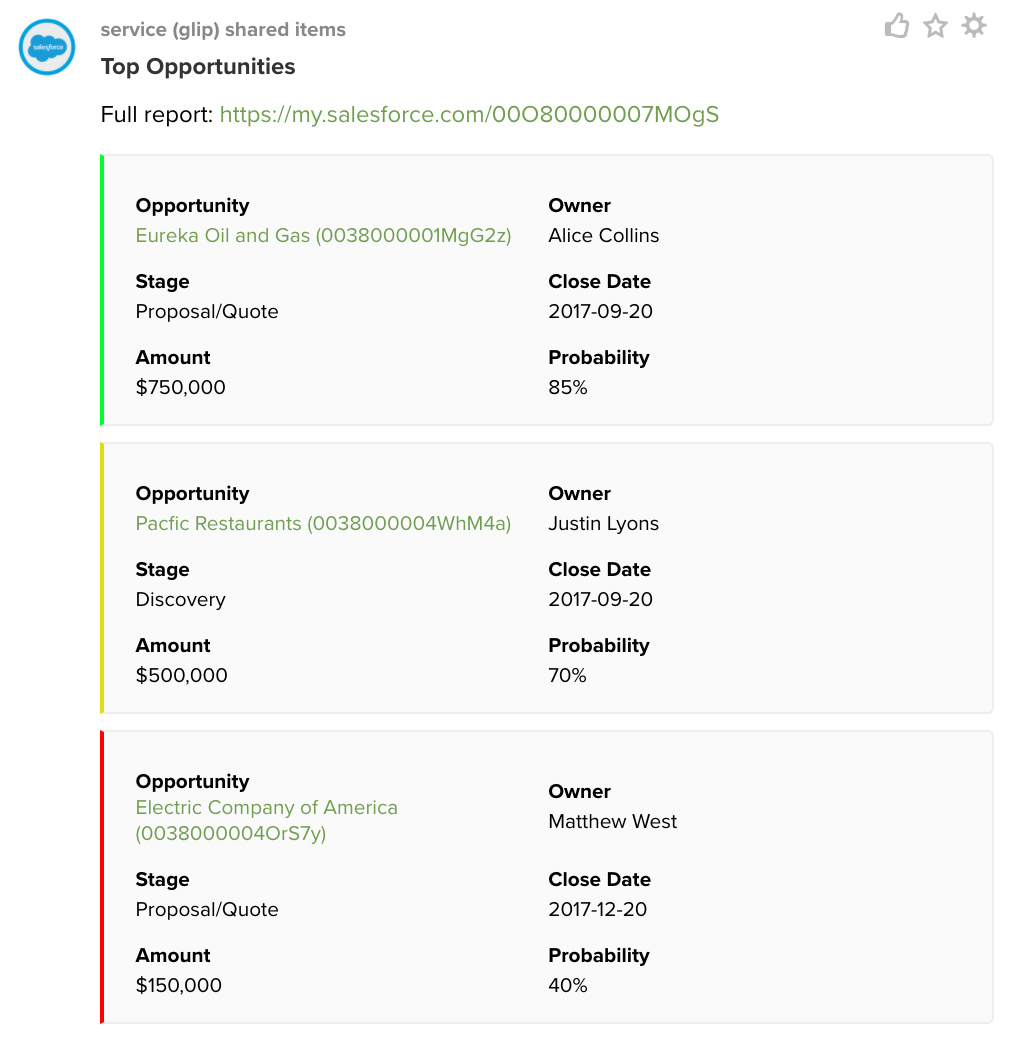 salesforce
service (glip) shared items
Top Opportunities
Full report: https://my.salesforce.com/00O80000007MOgS
Opportunity
Eureka Oil and Gas (0038000001MgG2z)
Owner
Alice Collins
Stage
Proposal/Quote
Close Date
2017-09-20
Amount
$750,000
Probability
85%
Opportunity
Pacfic Restaurants (0038000004WhM4a)
Owner
Justin Lyons
Stage
Discovery
Close Date
2017-09-20
Amount
$500,000
Probability
70%
Opportunity
Electric Company of America
(0038000004OrS7y)
Owner
Matthew West
Stage
Proposal/Quote
Close Date
2017-12-20
Amount
$150,000
Probability
40%